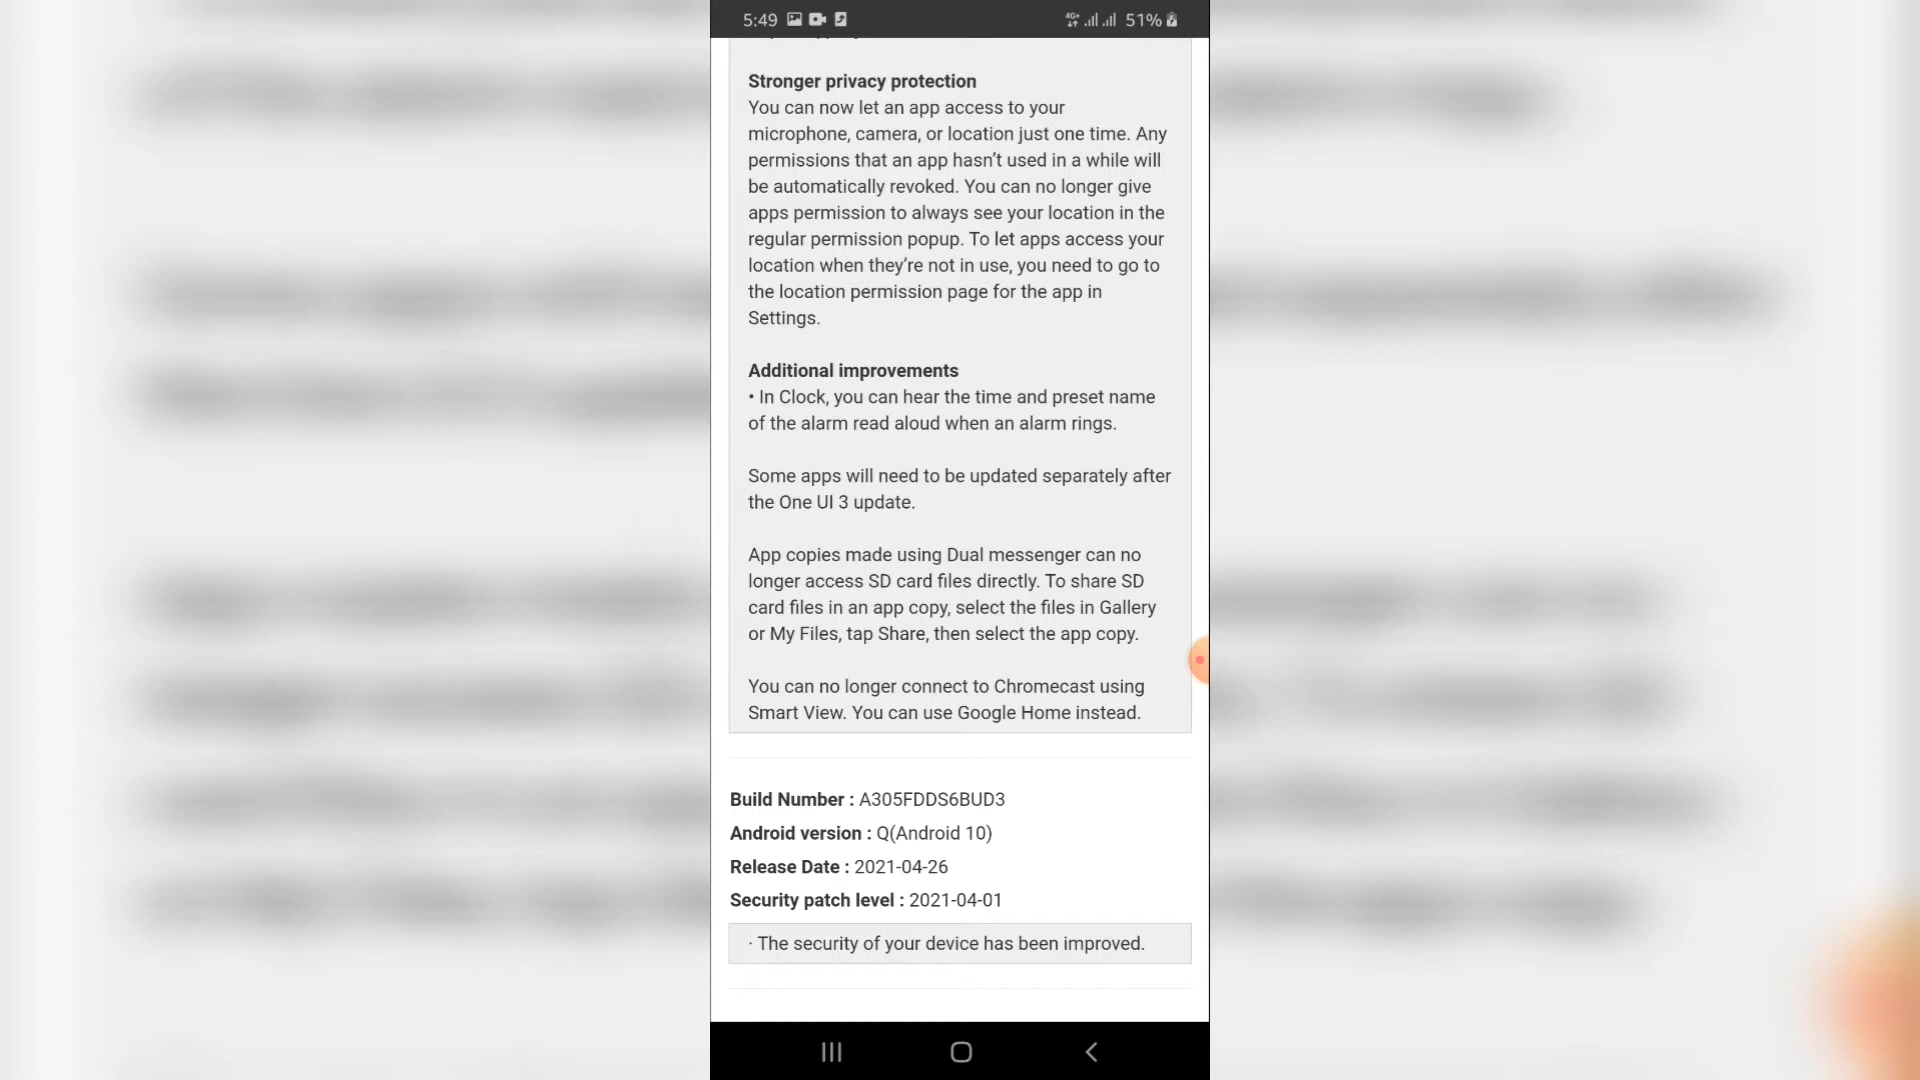 5:49 4G+ 51%
Stronger privacy protection
You can now let an app access to your
microphone, camera, or location just one time. Any
permissions that an app hasn’t used in a while will
be automatically revoked. You can no longer give
apps permission to always see your location in the
regular permission popup. To let apps access your
location when they’re not in use, you need to go to
the location permission page for the app in
Settings.
Additional improvements
• In Clock, you can hear the time and preset name
of the alarm read aloud when an alarm rings.
Some apps will need to be updated separately after
the One UI 3 update.
App copies made using Dual messenger can no
longer access SD card files directly. To share SD
card files in an app copy, select the files in Gallery
or My Files, tap Share, then select the app copy.
You can no longer connect to Chromecast using
Smart View. You can use Google Home instead.
Build Number : A305FDDS6BUD3
Android version : Q(Android 10)
Release Date : 2021-04-26
Security patch level : 2021-04-01
· The security of your device has been improved.